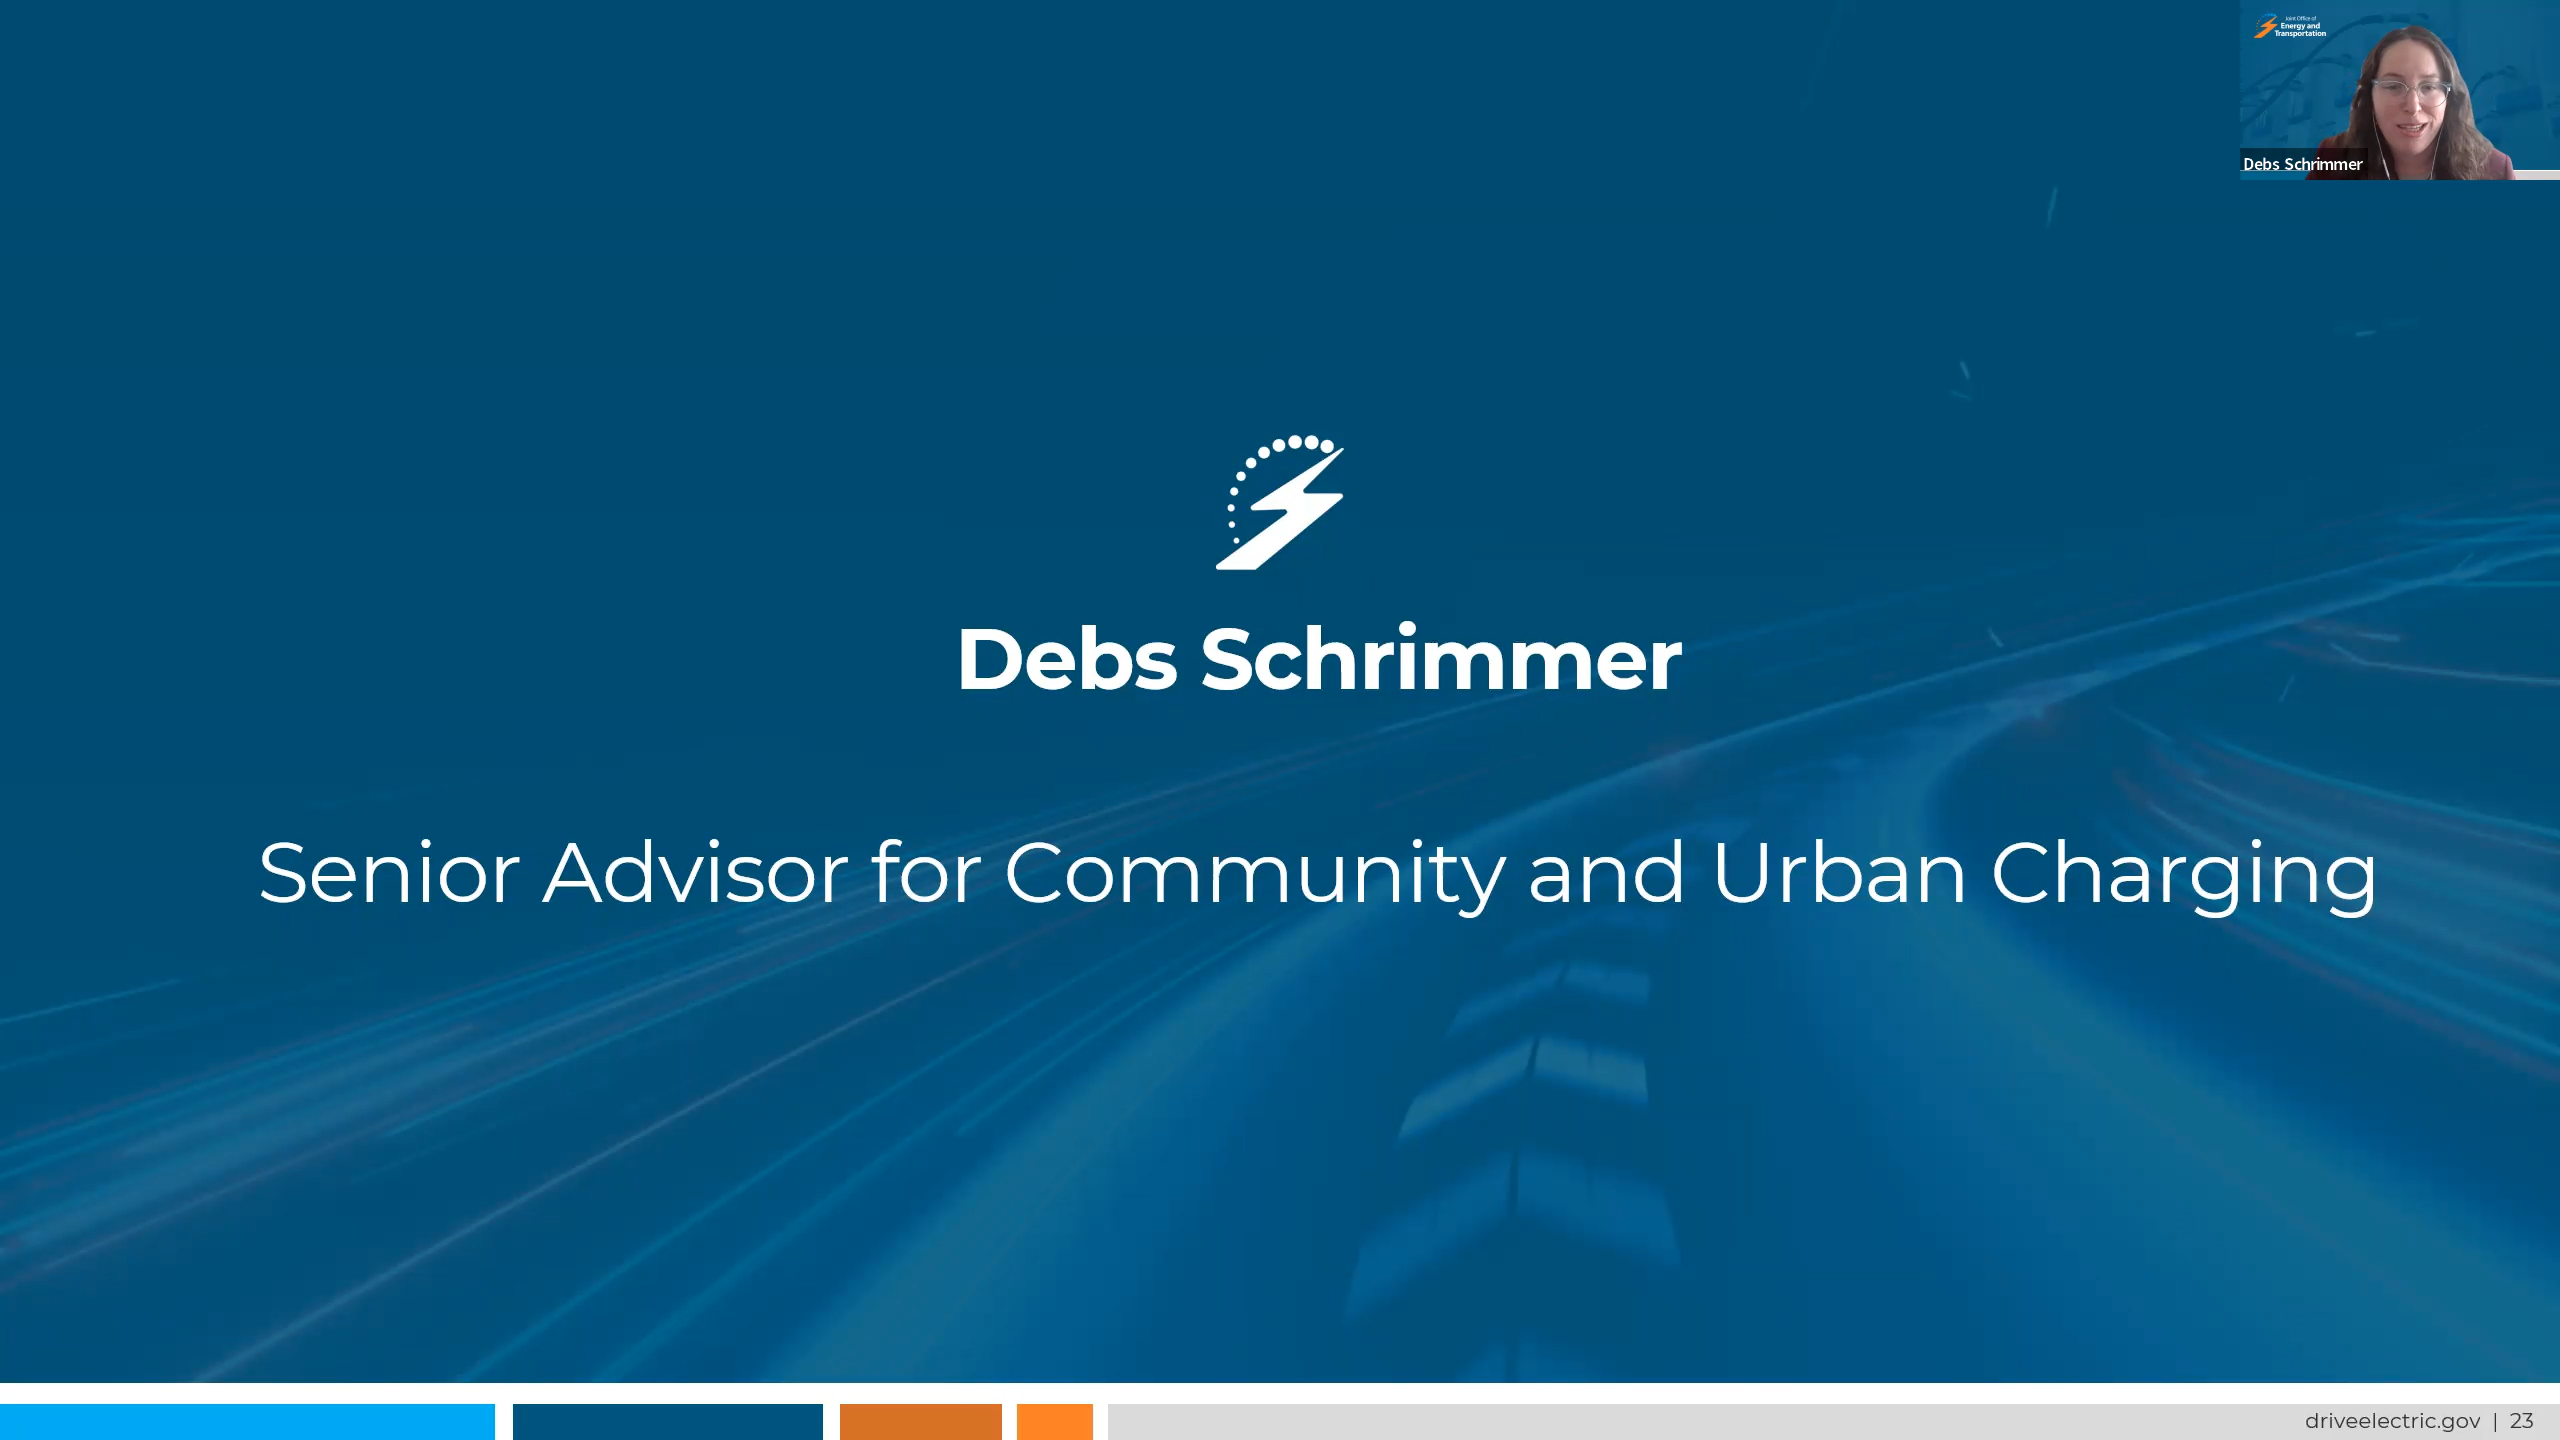 Joint Office of
Energy and
Transportation
Debs Schrimmer
Debs Schrimmer
Senior Advisor for Community and Urban Charging
driveelectric.gov | 23